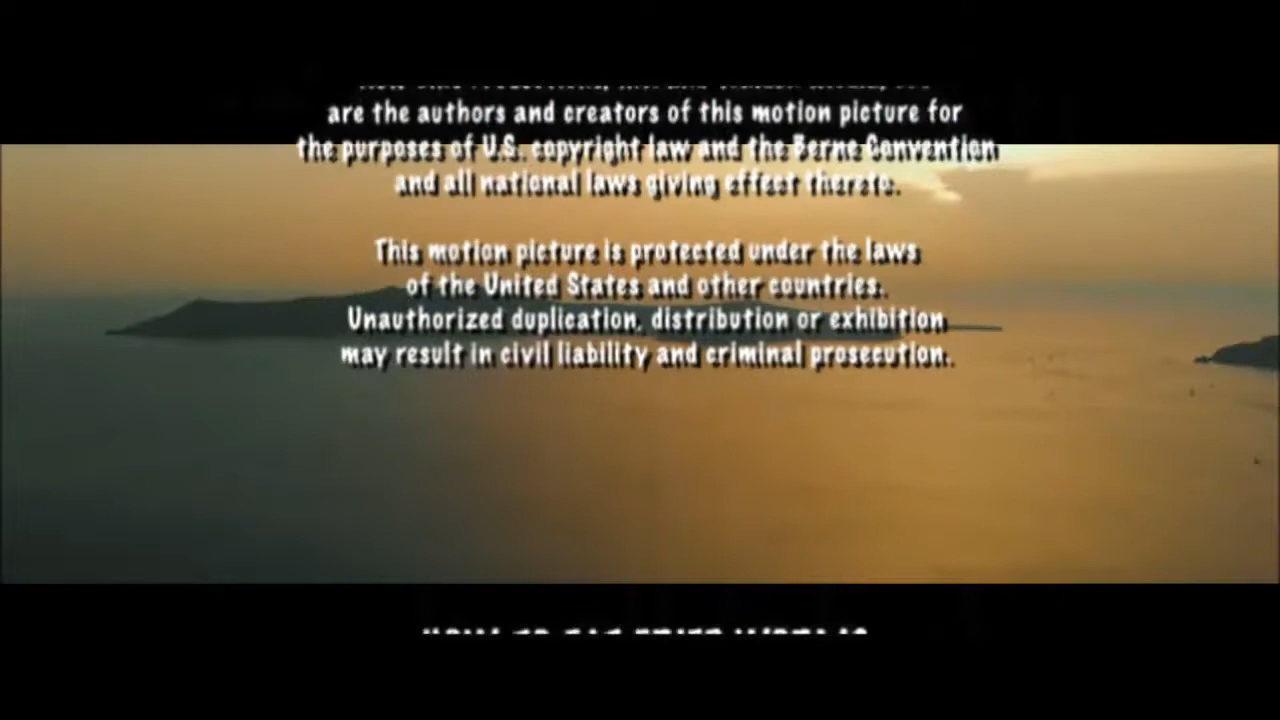 are the authors and creators of this motion picture for
the purposes of U.S. copyright law and the Berne Convention
and all national laws giving effect thereto.
This motion picture is protected under the laws
of the United States and other countries.
Unauthorized duplication, distribution or exhibition
may result in civil liability and criminal prosecution.